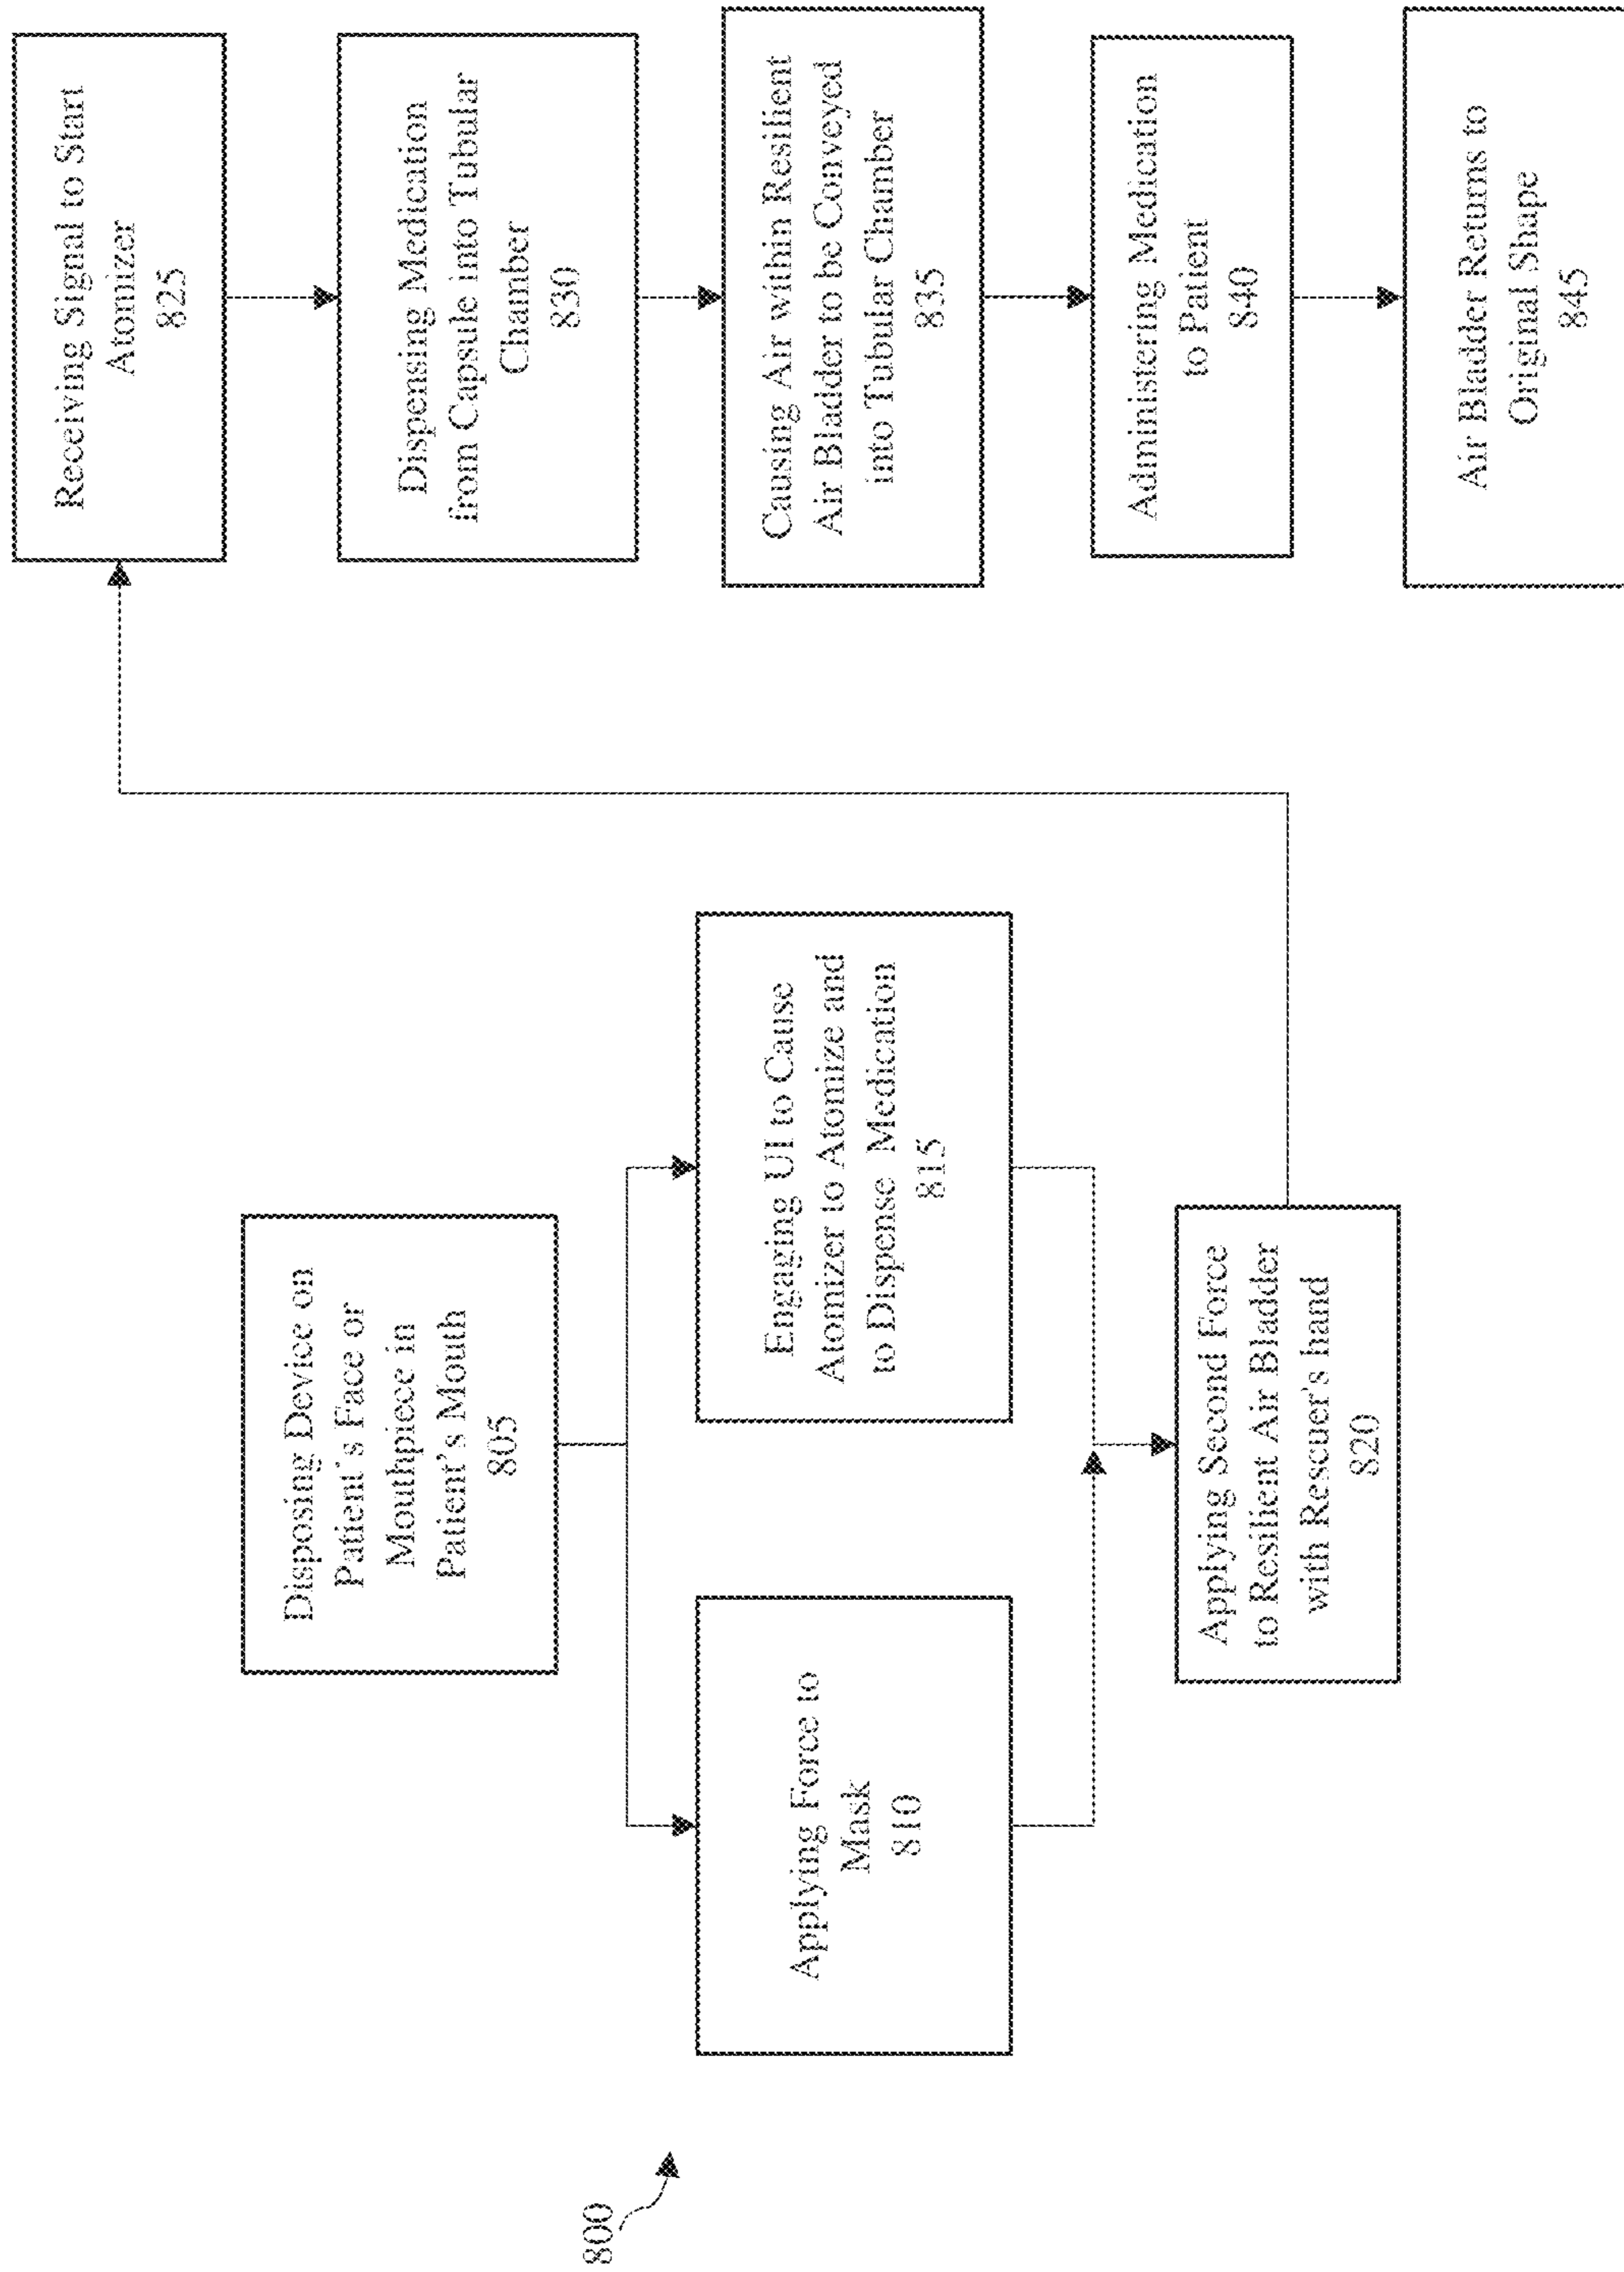 800
Disposing Device on
Patient's Face or
Mouthpiece in
Patient's Mouth
805
Applying Force to
Mask
810
Engaging UI to Cause
Atomizer to Atomize and
to Dispense Medication
815
Applying Second Force
to Resilient Air Bladder
with Rescuer's hand
820
Receiving Signal to Start
Atomizer
825
Dispensing Medication
from Capsule into Tubular
Chamber
830
Causing Air within Resilient
Air Bladder to be Conveyed
into Tubular Chamber
835
Administering Medication
to Patient
840
Air Bladder Returns to
Original Shape
845